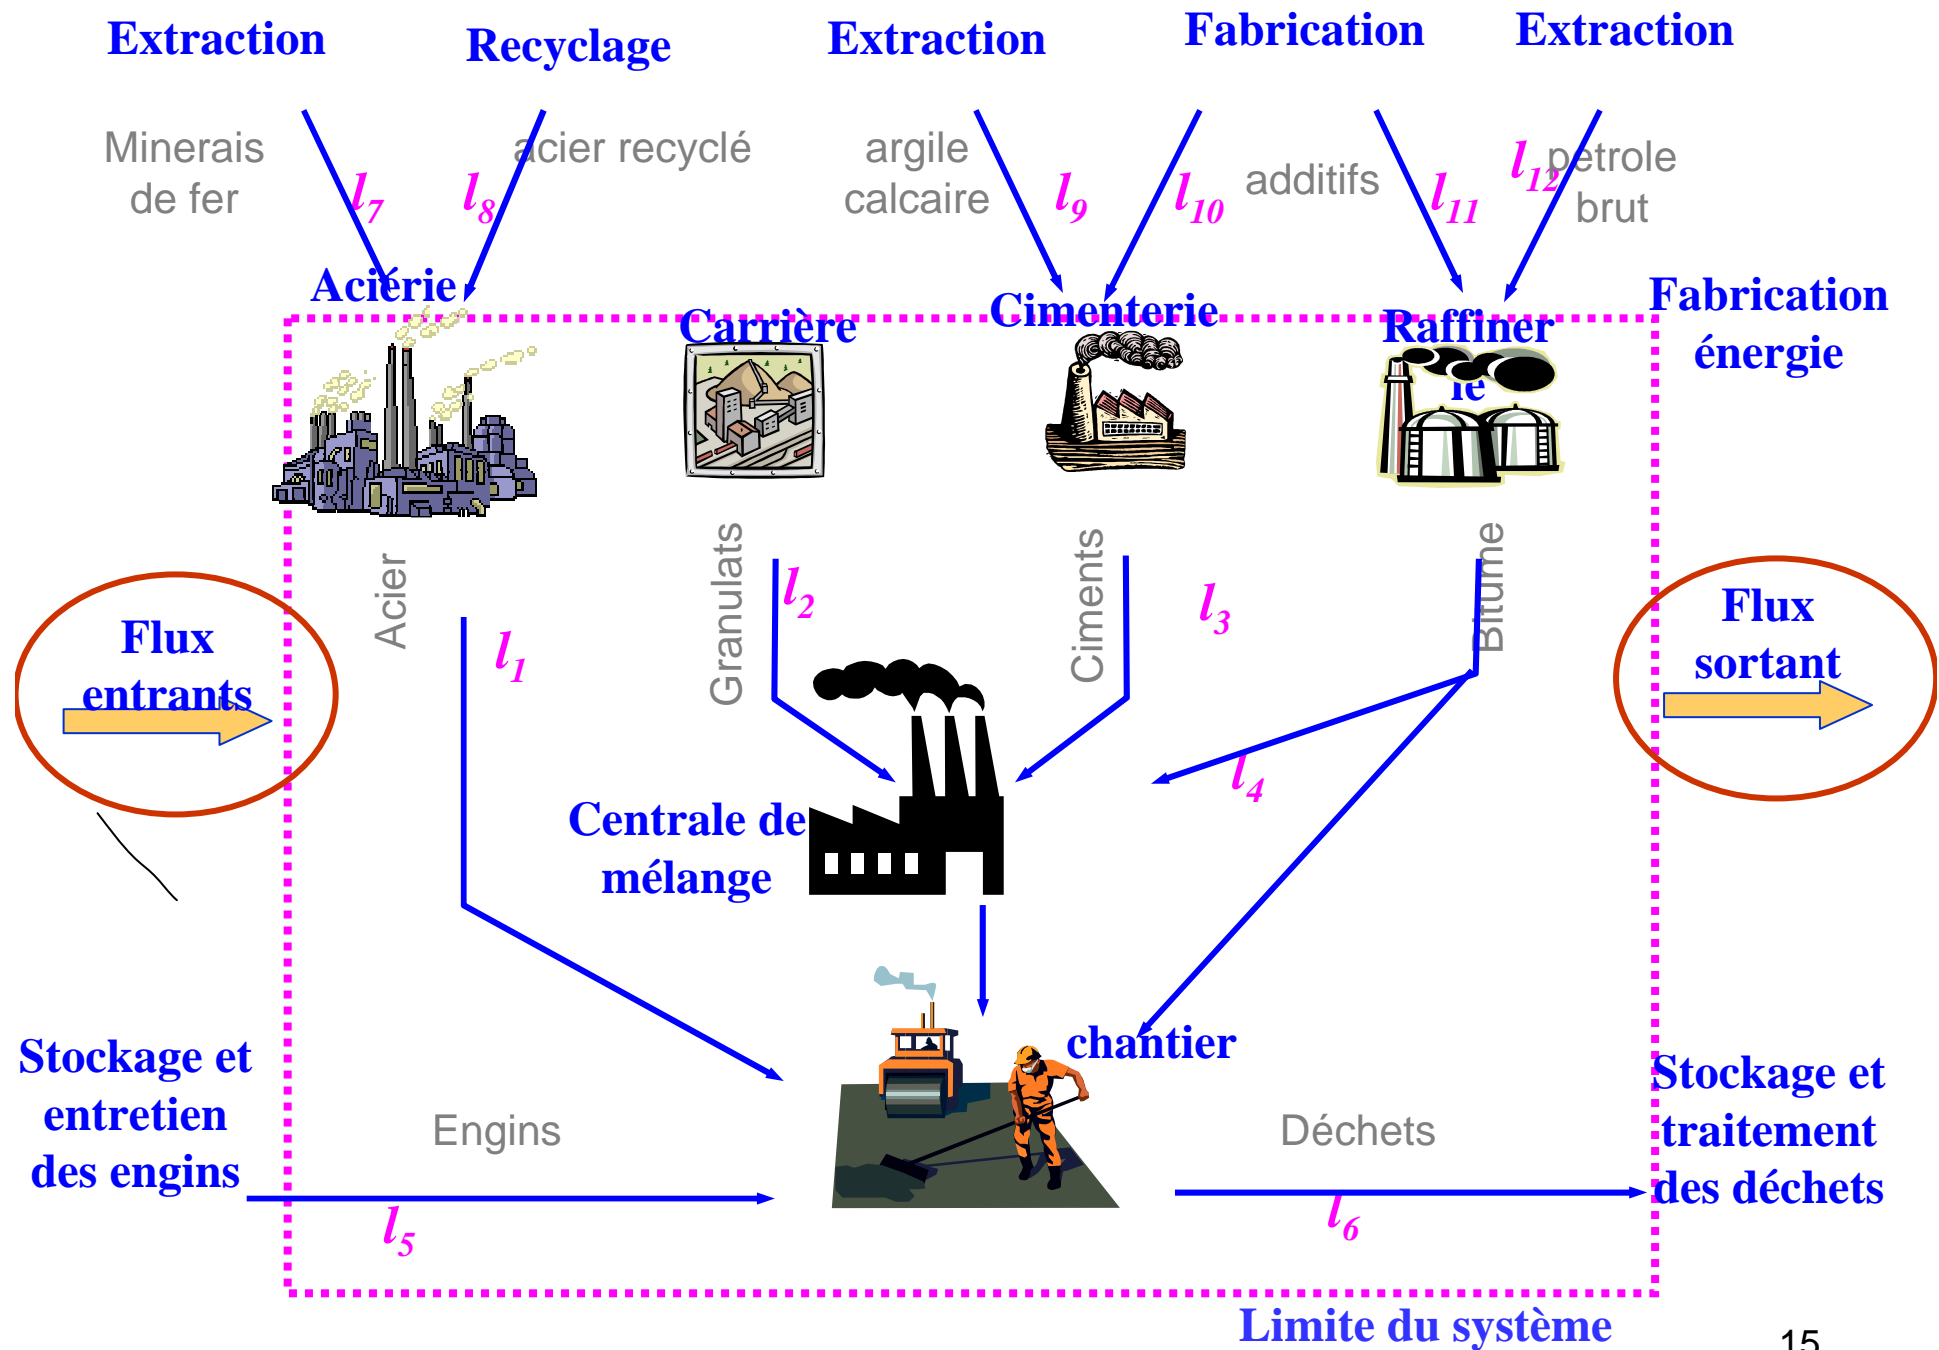 Extraction
Recyclage
Extraction
Fabrication
Extraction
Minerais
de fer
acier recyclé
argile
calcaire
additifs
petrole
brut
l7
l8
l9
l10
l11
l12
Aciérie
Carrière
Cimenterie
Raffiner
ie
Fabrication
énergie
Acier
Granulats
Ciments
Bitume
l1
l2
l3
l4
Flux
entrants
Flux
sortant
Centrale de
mélange
chantier
Stockage et
entretien
des engins
Engins
Déchets
Stockage et
traitement
des déchets
l5
l6
Limite du système
15